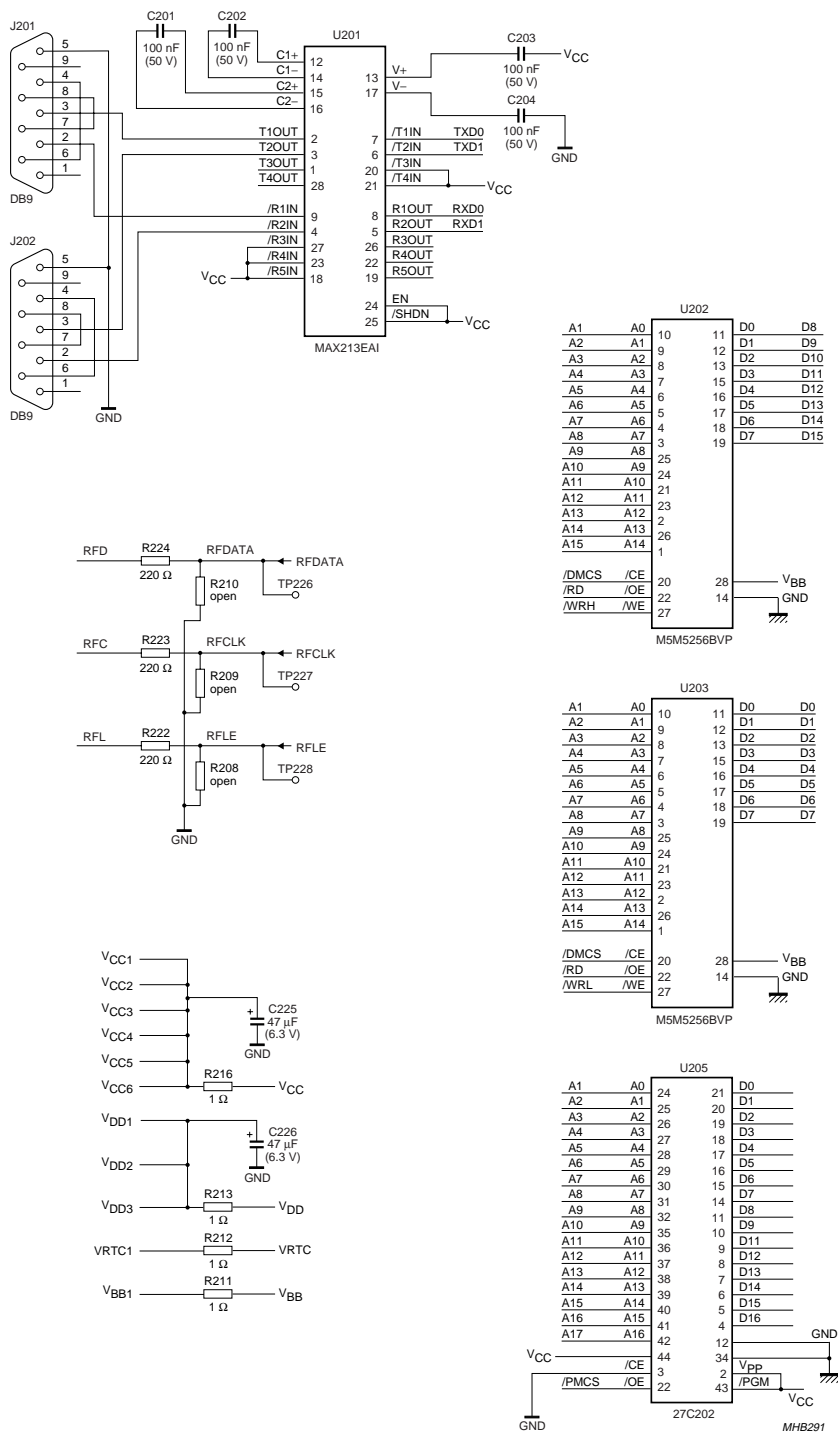 J201
5
9
4
8
3
7
2
6
1
DB9
J202
5
9
4
8
3
7
2
6
1
DB9
GND
C201
100 nF
(50 V)
C202
100 nF
(50 V)
U201
C1+ 12
C1− 14
C2+ 15
C2− 16
T1OUT 2
T2OUT 3
T3OUT 1
T4OUT 28
/R1IN 9
/R2IN 4
/R3IN 27
/R4IN 23
/R5IN 18
VCC
13 V+
17 V−
7 /T1IN TXD0
6 /T2IN TXD1
20 /T3IN
21 /T4IN
VCC
8 R1OUT RXD0
5 R2OUT RXD1
26 R3OUT
22 R4OUT
19 R5OUT
24 EN
25 /SHDN
VCC
MAX213EAI
C203
100 nF
(50 V)
VCC
C204
100 nF
(50 V)
GND
RFD R224 RFDATA RFDATA
220 Ω
R210
open
TP226
RFC R223 RFCLK RFCLK
220 Ω
R209
open
TP227
RFL R222 RFLE RFLE
220 Ω
R208
open
TP228
GND
VCC1
VCC2
VCC3
VCC4
VCC5
VCC6
+ C225
47 µF
(6.3 V)
GND
R216
1 Ω
VCC
VDD1
VDD2
VDD3
+ C226
47 µF
(6.3 V)
GND
R213
1 Ω
VDD
VRTC1 R212 VRTC
1 Ω
VBB1 R211 VBB
1 Ω
U202
A1 A0 10 11 D0 D8
A2 A1 9 12 D1 D9
A3 A2 8 13 D2 D10
A4 A3 7 15 D3 D11
A5 A4 6 16 D4 D12
A6 A5 5 17 D5 D13
A7 A6 4 18 D6 D14
A8 A7 3 19 D7 D15
A9 A8 25
A10 A9 24
A11 A10 21
A12 A11 23
A13 A12 2
A14 A13 26
A15 A14 1
/DMCS /CE 20 28 VBB
/RD /OE 22 14 GND
/WRH /WE 27
M5M5256BVP
U203
A1 A0 10 11 D0 D0
A2 A1 9 12 D1 D1
A3 A2 8 13 D2 D2
A4 A3 7 15 D3 D3
A5 A4 6 16 D4 D4
A6 A5 5 17 D5 D5
A7 A6 4 18 D6 D6
A8 A7 3 19 D7 D7
A9 A8 25
A10 A9 24
A11 A10 21
A12 A11 23
A13 A12 2
A14 A13 26
A15 A14 1
/DMCS /CE 20 28 VBB
/RD /OE 22 14 GND
/WRL /WE 27
M5M5256BVP
U205
A1 A0 24 21 D0
A2 A1 25 20 D1
A3 A2 26 19 D2
A4 A3 27 18 D3
A5 A4 28 17 D4
A6 A5 29 16 D5
A7 A6 30 15 D6
A8 A7 31 14 D7
A9 A8 32 11 D8
A10 A9 35 10 D9
A11 A10 36 9 D11
A12 A11 37 8 D12
A13 A12 38 7 D13
A14 A13 39 6 D14
A15 A14 40 5 D15
A16 A15 41 4 D16
A17 A16 42 12 GND
VCC 44 34
/CE 3 2 VPP
/PMCS /OE 22 43 /PGM
VCC
GND
27C202
MHB291